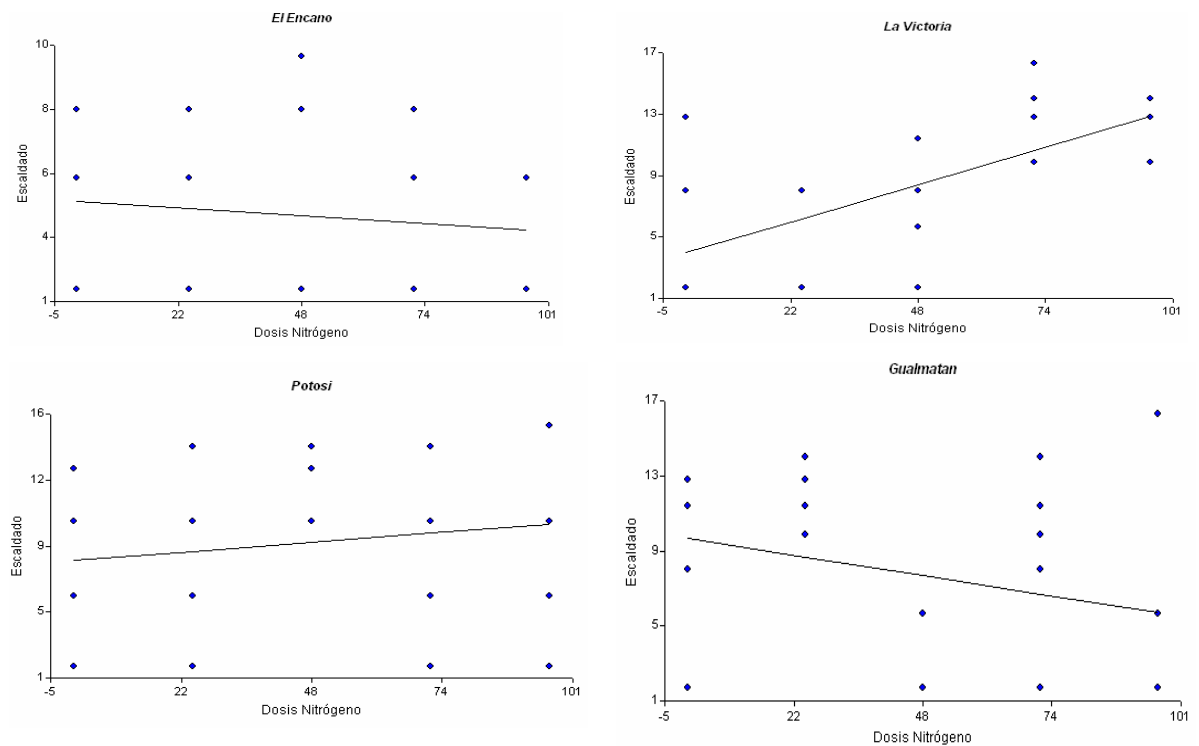 El Encano
10
8
6
4
1
Escaldado
-5 22 48 74 101
Dosis Nitrógeno
La Victoria
17
13
9
5
1
Escaldado
-5 22 48 74 101
Dosis Nitrógeno
Potosi
16
12
9
5
1
Escaldado
-5 22 48 74 101
Dosis Nitrógeno
Gualmatan
17
13
9
5
1
Escaldado
-5 22 48 74 101
Dosis Nitrógeno